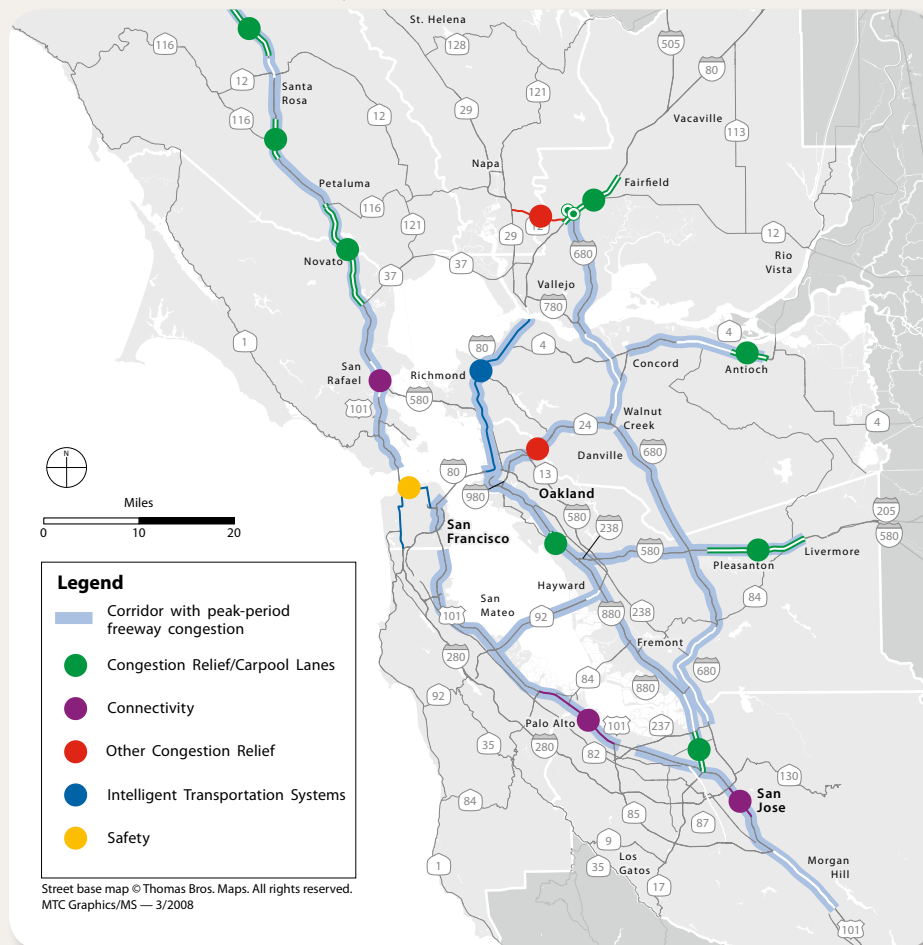 St. Helena
116
128
505
80
12
Santa
Rosa
121
116
12
29
Vacaville
113
Napa
Petaluma
Fairfield
116
121
29
12
12
Rio
Vista
680
Novato
37
37
Vallejo
780
1
80
4
4
San
Rafael
Richmond
Concord
Antioch
580
101
Walnut
Creek
24
4
Danville
680
N
80
13
980
Oakland
Miles
0
10
20
580
238
205
580
San
Francisco
580
Pleasanton
Livermore
Hayward
84
San
Mateo
101
92
880
238
Fremont
280
680
84
880
92
Palo Alto
101
237
35
280
82
130
84
San
Jose
85
87
9
35
Los
Gatos
1
17
Morgan
Hill
101
Legend
Corridor with peak-period
freeway congestion
Congestion Relief/Carpool Lanes
Connectivity
Other Congestion Relief
Intelligent Transportation Systems
Safety
Street base map © Thomas Bros. Maps. All rights reserved.
MTC Graphics/MS — 3/2008